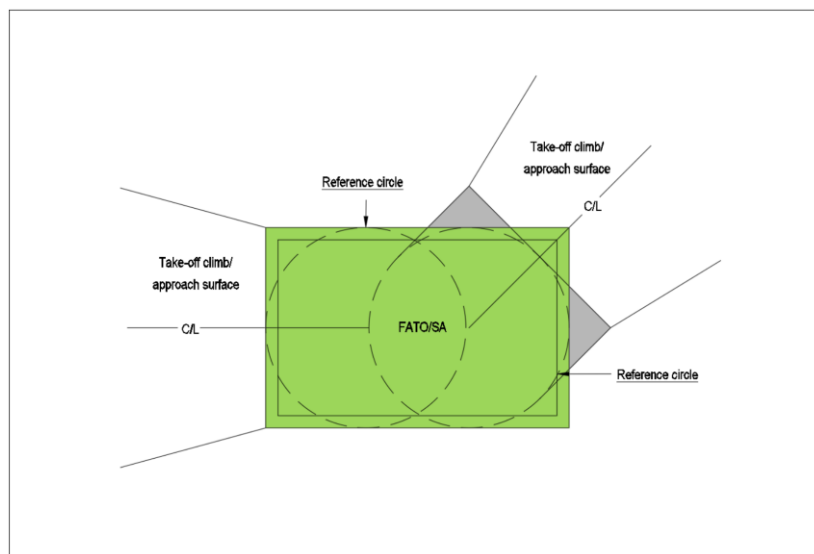 Take-off climb/
approach surface
C/L
Reference circle
Take-off climb/
approach surface
C/L
FATO/SA
Reference circle